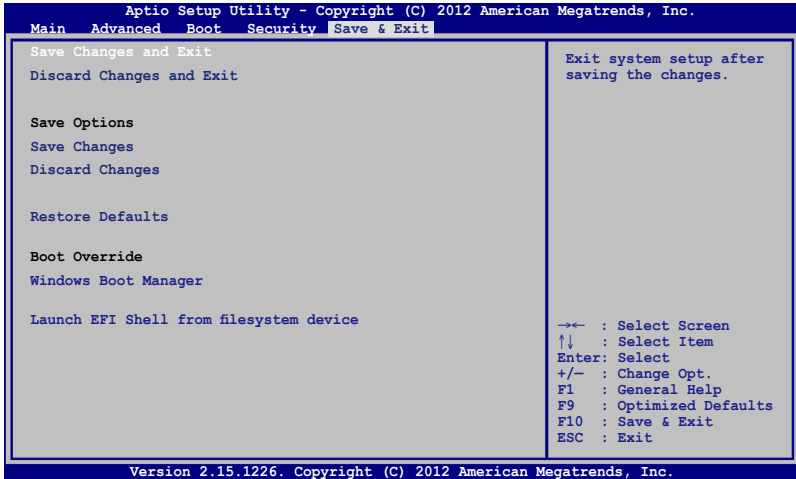 Aptio Setup Utility - Copyright (C) 2012 American Megatrends, Inc.
Main Advanced Boot Security Save & Exit
Save Changes and Exit
Discard Changes and Exit
Save Options
Save Changes
Discard Changes
Restore Defaults
Boot Override
Windows Boot Manager
Launch EFI Shell from filesystem device
Exit system setup after
saving the changes.
→← : Select Screen
↑↓ : Select Item
Enter: Select
+/— : Change Opt.
F1 : General Help
F9 : Optimized Defaults
F10 : Save & Exit
ESC : Exit
Version 2.15.1226. Copyright (C) 2012 American Megatrends, Inc.